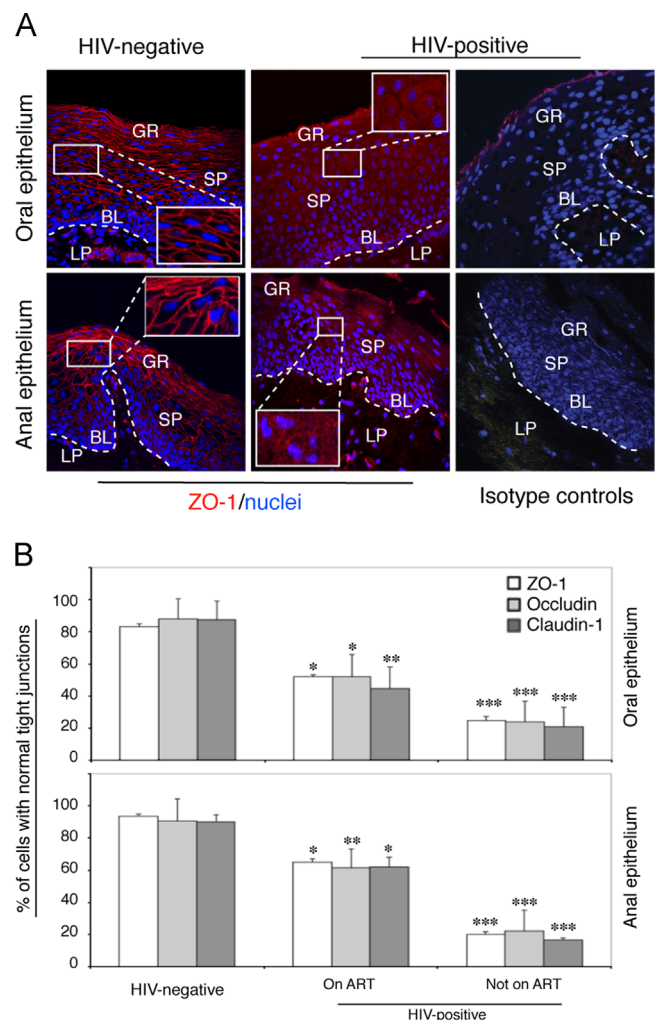 A
HIV-negative
HIV-positive
Oral epithelium
GR
SP
BL
LP
GR
SP
BL
LP
GR
SP
BL
LP
Anal epithelium
GR
BL
SP
LP
GR
SP
BL
LP
GR
SP
BL
LP
ZO-1/nuclei
Isotype controls
B
% of cells with normal tight junctions
100
80
60
40
20
0
* * **
*** *** ***
ZO-1
Occludin
Claudin-1
Oral epithelium
100
80
60
40
20
0
* ** *
*** *** ***
Anal epithelium
HIV-negative
On ART
Not on ART
HIV-positive